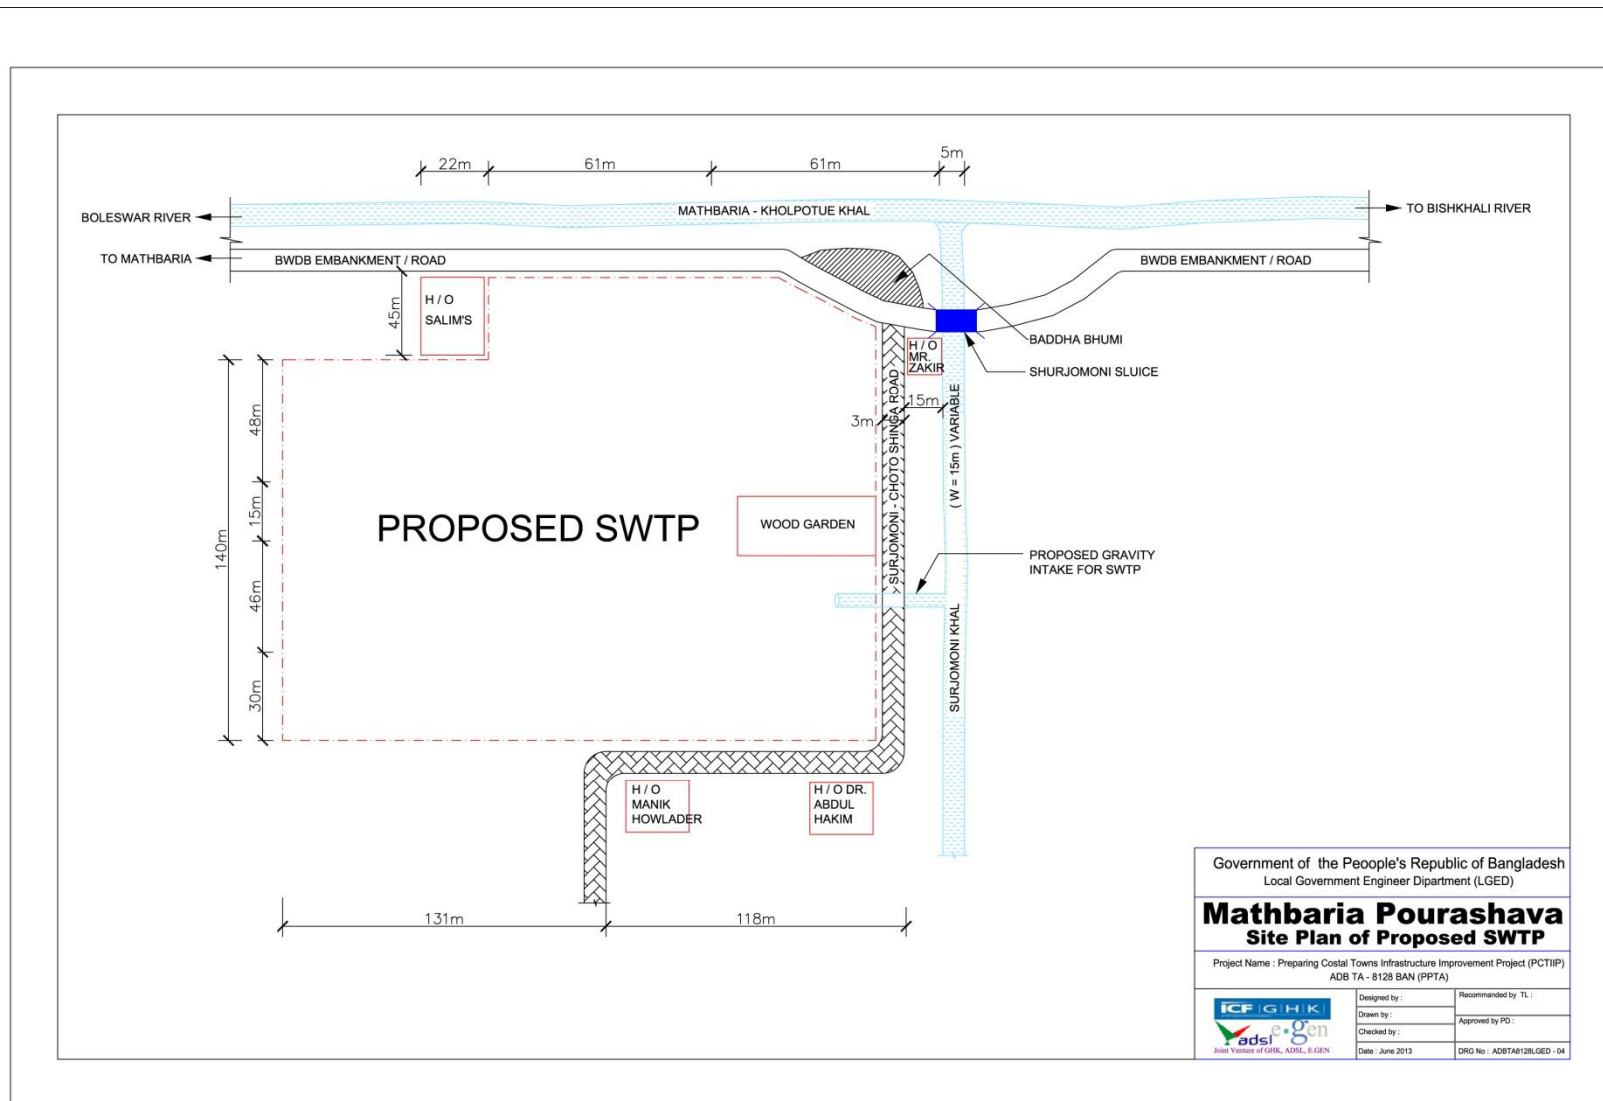 22m
61m
61m
5m
BOLESWAR RIVER
MATHBARIA - KHOLPOTUE KHAL
TO BISHKHALI RIVER
TO MATHBARIA
BWDB EMBANKMENT / ROAD
BWDB EMBANKMENT / ROAD
45m
H / O
SALIM'S
BADDHA BHUMI
H / O
MR.
ZAKIR
SHURJOMONI SLUICE
15m
3m
48m
15m
46m
30m
140m
SURJOMONI - CHOTO SHINGA ROAD
( W = 15m ) VARIABLE
PROPOSED SWTP
WOOD GARDEN
PROPOSED GRAVITY
INTAKE FOR SWTP
SURJOMONI KHAL
H / O
MANIK
HOWLADER
H / O DR.
ABDUL
HAKIM
131m
118m
Government of the Peoople's Republic of Bangladesh
Local Government Engineer Dipartment (LGED)
Mathbaria Pourashava
Site Plan of Proposed SWTP
Project Name : Preparing Costal Towns Infrastructure Improvement Project (PCTIIP)
ADB TA - 8128 BAN (PPTA)
ICF GHK
adsl
e.gen
Joint Venture of GHK, ADSL, E.GEN
Designed by :
Drawn by :
Checked by :
Date : June 2013
Recommanded by TL :
Approved by PD :
DRG No : ADBTA8128LGED - 04